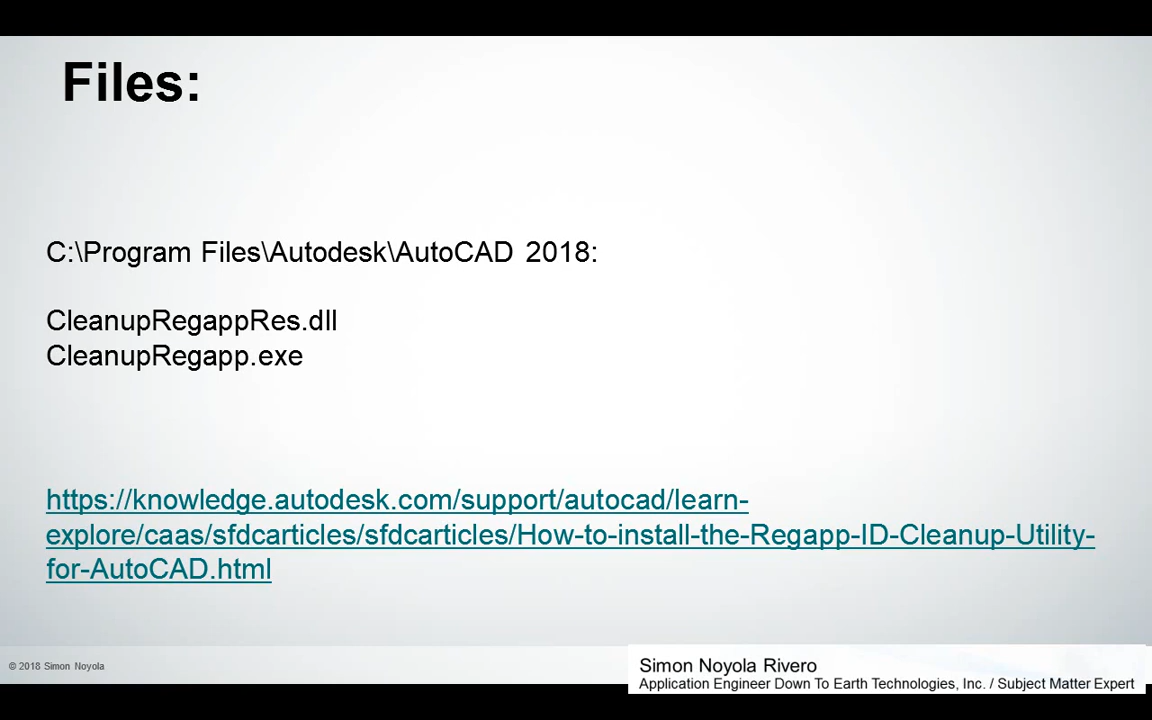 Files:
C:\Program Files\Autodesk\AutoCAD 2018:
CleanupRegappRes.dll
CleanupRegapp.exe
https://knowledge.autodesk.com/support/autocad/learn-
explore/caas/sfdcarticles/sfdcarticles/How-to-install-the-Regapp-ID-Cleanup-Utility-
for-AutoCAD.html
© 2018 Simon Noyola
Simon Noyola Rivero
Application Engineer Down To Earth Technologies, Inc. / Subject Matter Expert